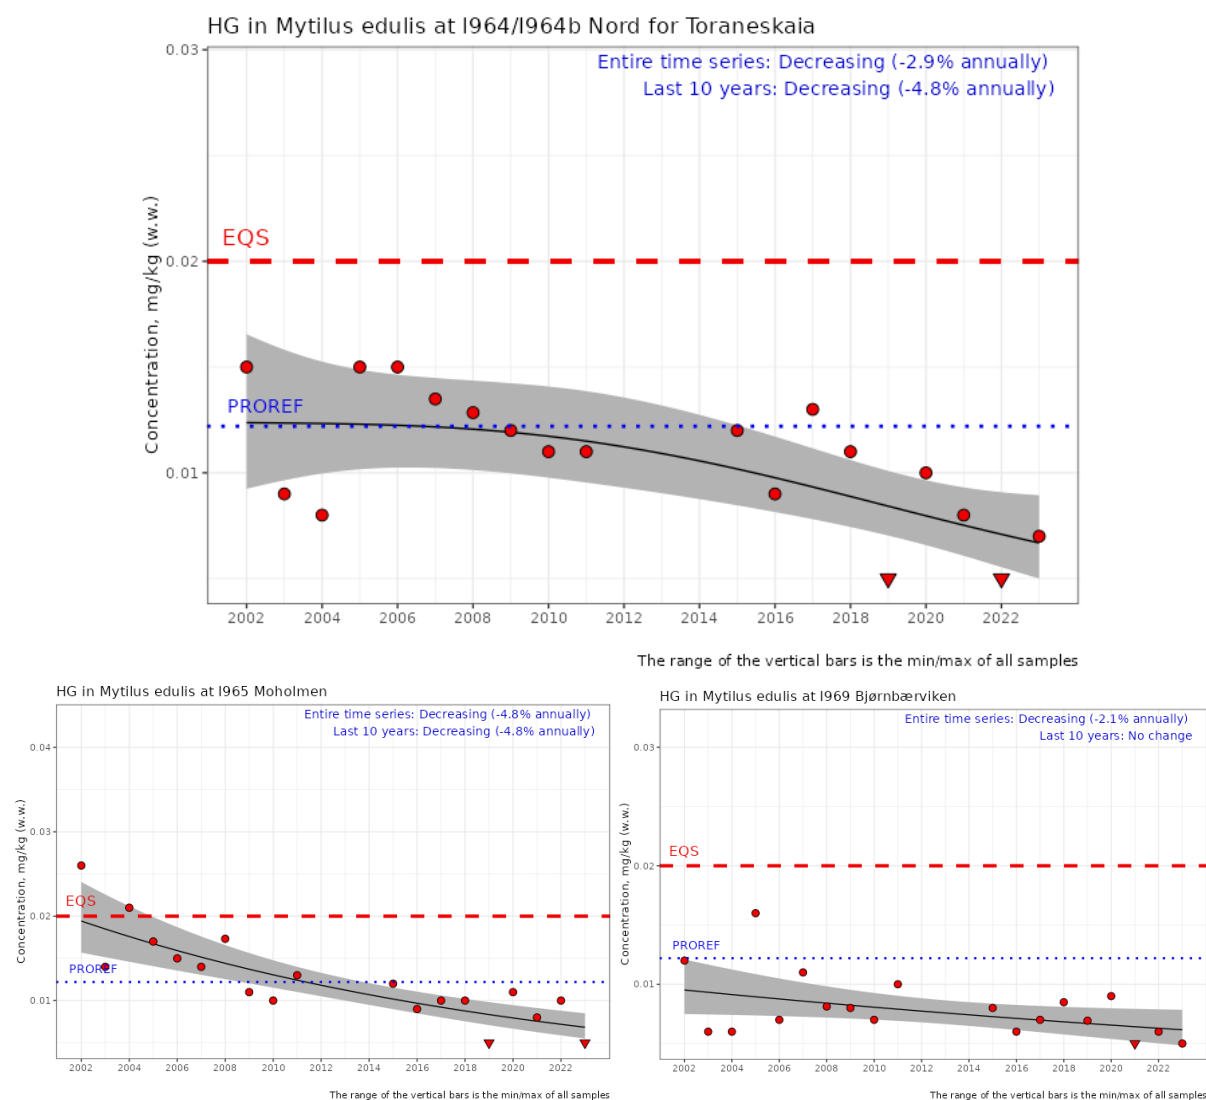 HG in Mytilus edulis at I964/I964b Nord for Toraneskaia
Entire time series: Decreasing (-2.9% annually)
Last 10 years: Decreasing (-4.8% annually)
Concentration, mg/kg (w.w.)
0.03
0.02
0.01
EQS
PROREF
2002 2004 2006 2008 2010 2012 2014 2016 2018 2020 2022
The range of the vertical bars is the min/max of all samples
HG in Mytilus edulis at I965 Moholmen
Entire time series: Decreasing (-4.8% annually)
Last 10 years: Decreasing (-4.8% annually)
Concentration, mg/kg (w.w.)
0.04
0.03
0.02
0.01
EQS
PROREF
2002 2004 2006 2008 2010 2012 2014 2016 2018 2020 2022
The range of the vertical bars is the min/max of all samples
HG in Mytilus edulis at I969 Bjørnbærviken
Entire time series: Decreasing (-2.1% annually)
Last 10 years: No change
Concentration, mg/kg (w.w.)
0.03
0.02
0.01
EQS
PROREF
2002 2004 2006 2008 2010 2012 2014 2016 2018 2020 2022
The range of the vertical bars is the min/max of all samples